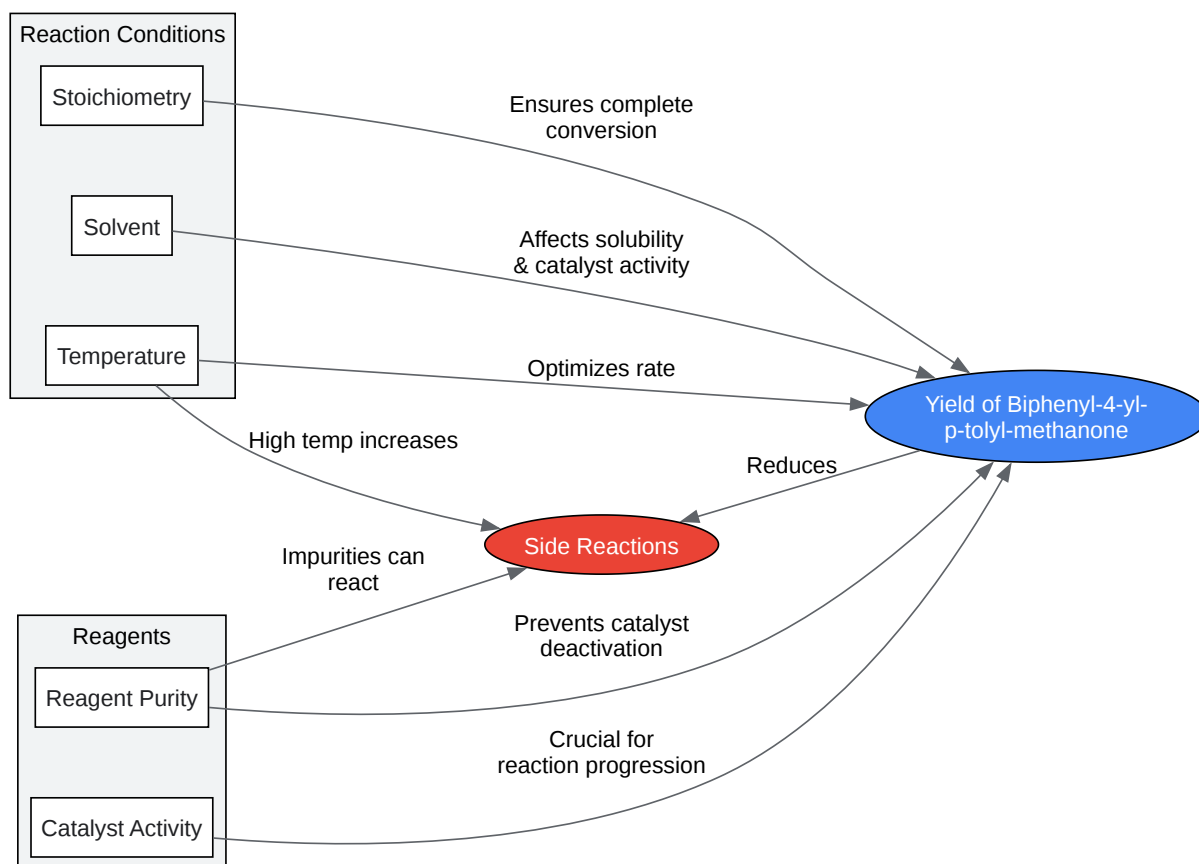 Reaction Conditions
Stoichiometry
Ensures complete
conversion
Solvent
Affects solubility
& catalyst activity
Temperature
Optimizes rate
Yield of Biphenyl-4-yl-
p-tolyl-methanone
High temp increases
Reduces
Side Reactions
Impurities can
react
Reagents
Reagent Purity
Prevents catalyst
deactivation
Crucial for
reaction progression
Catalyst Activity